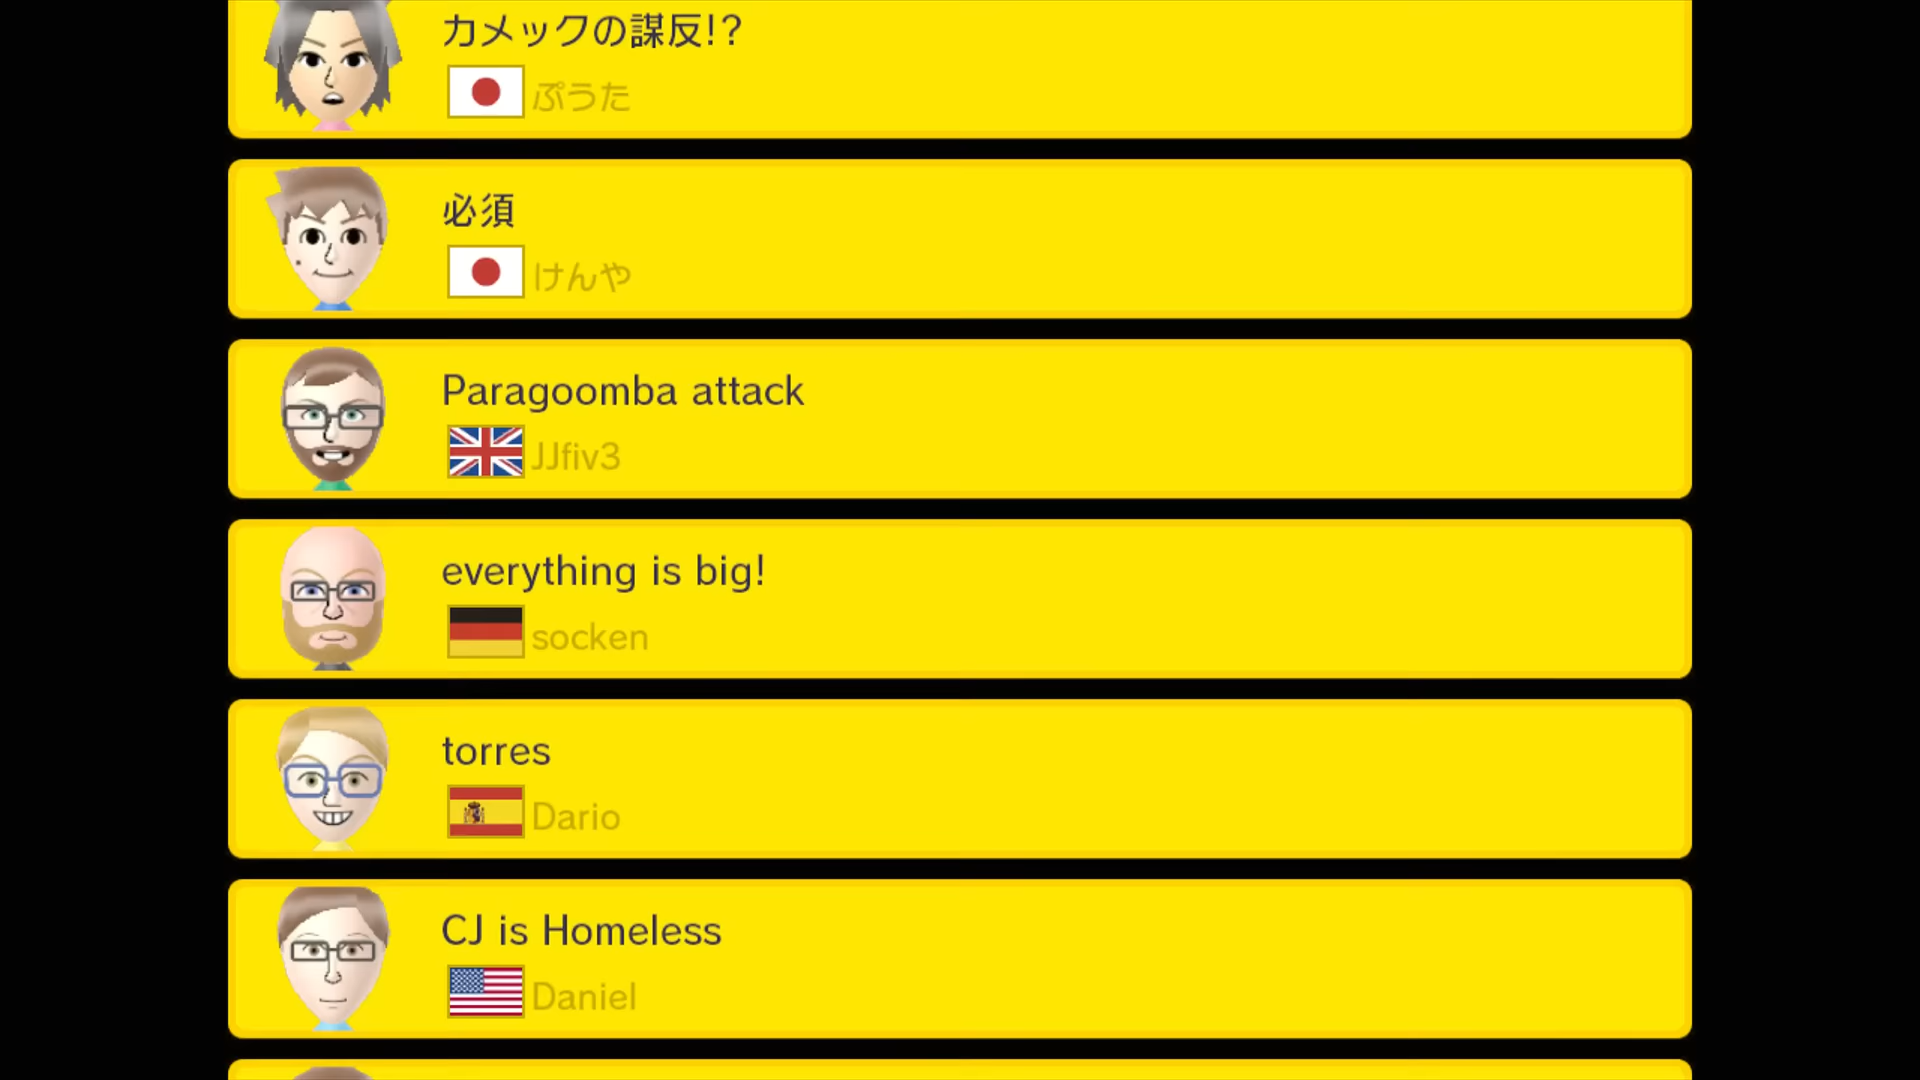 カメックの謀反!?
ぷうた
必須
けんや
Paragoomba attack
JJfiv3
everything is big!
socken
torres
Dario
CJ is Homeless
Daniel